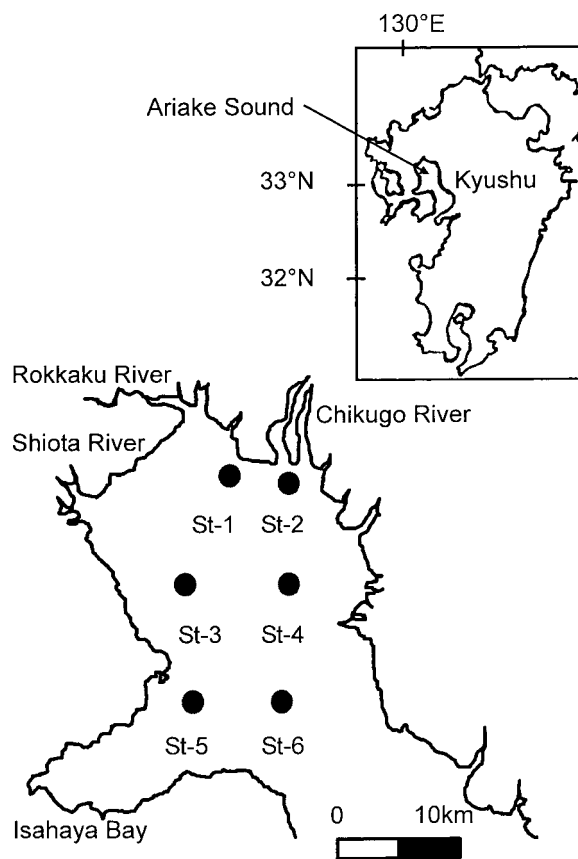 130°E
Ariake Sound
33°N
Kyushu
32°N
Rokkaku River
Chikugo River
Shiota River
St-1 St-2
St-3 St-4
St-5 St-6
0 10km
Isahaya Bay